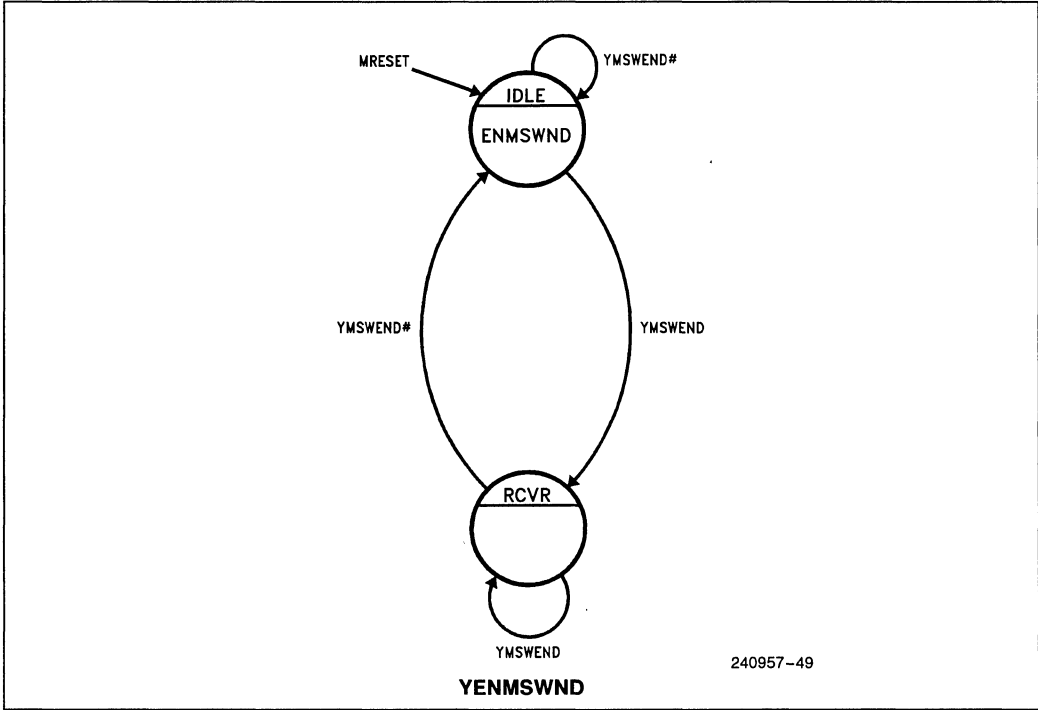 MRESET
YMSWEND#
IDLE
ENMSWND
YMSWEND#
YMSWEND
RCVR
YMSWEND
240957-49
YENMSWND